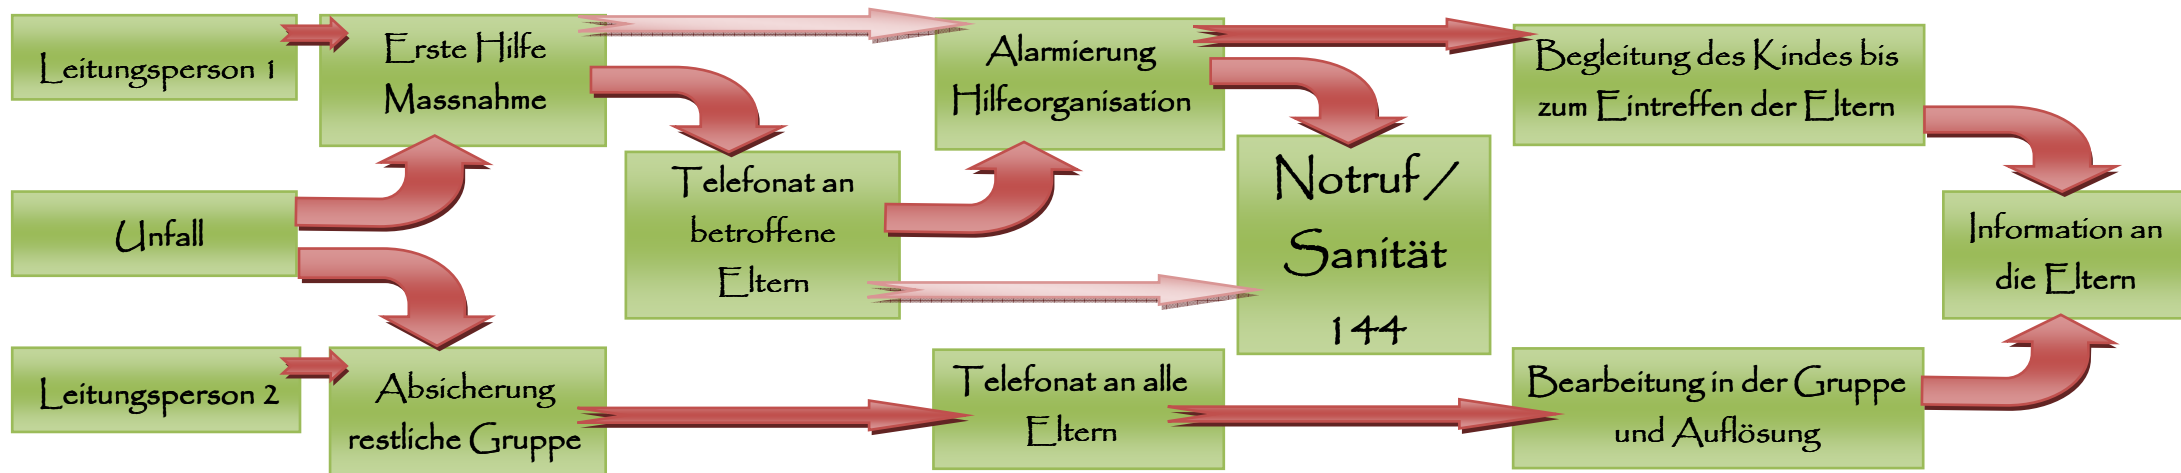 Leitungsperson 1
Erste Hilfe
Massnahme
Alarmierung
Hilfeorganisation
Begleitung des Kindes bis
zum Eintreffen der Eltern
Unfall
Telefonat an
betroffene
Eltern
Notruf /
Sanität
144
Information an
die Eltern
Leitungsperson 2
Absicherung
restliche Gruppe
Telefonat an alle
Eltern
Bearbeitung in der Gruppe
und Auflösung